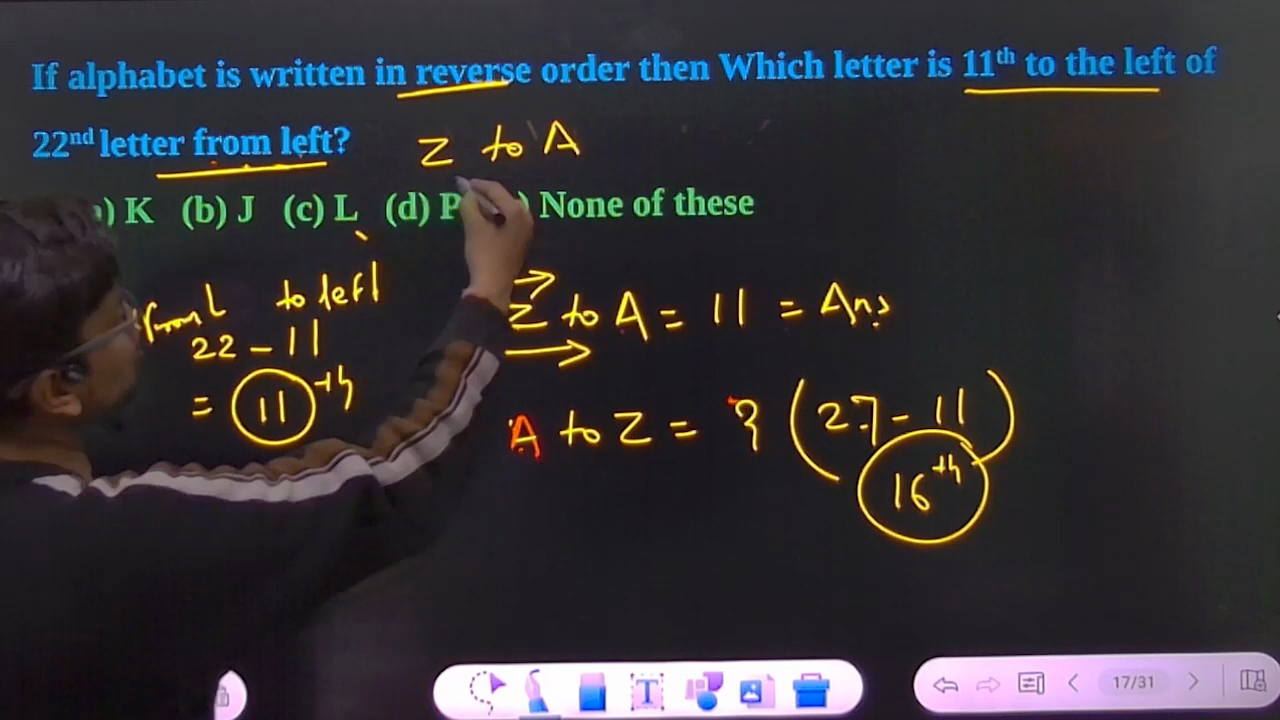 If alphabet is written in reverse order then Which letter is 11th to the left of
22nd letter from left?
Z to A
) K (b) J (c) L (d) P ) None of these
from L to left
22 - 11
= 11th
Z to A = 11 = Ans
A to Z = ? (27 - 11)
16th
T
17/31